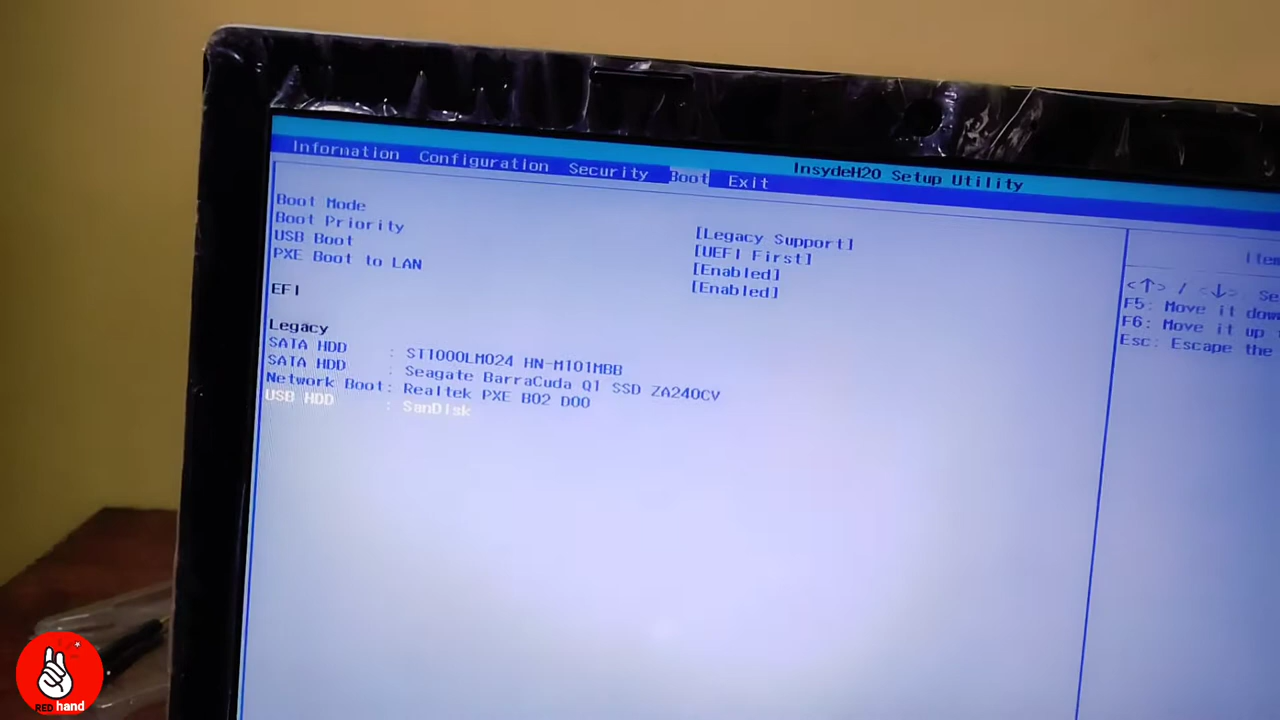 InsydeH20 Setup Utility
Information Configuration Security Boot Exit
Boot Mode [Legacy Support]
Boot Priority [UEFI First]
USB Boot [Enabled]
PXE Boot to LAN [Enabled]
EFI
Legacy
SATA HDD : ST1000LM024 HN-M101MBB
SATA HDD : Seagate BarraCuda Q1 SSD ZA240CV
Network Boot: Realtek PXE B02 D00
USB HDD : SanDisk
<↑> / <↓>
F5: Move it
F6: Move it up
Esc: Escape the
RED hand